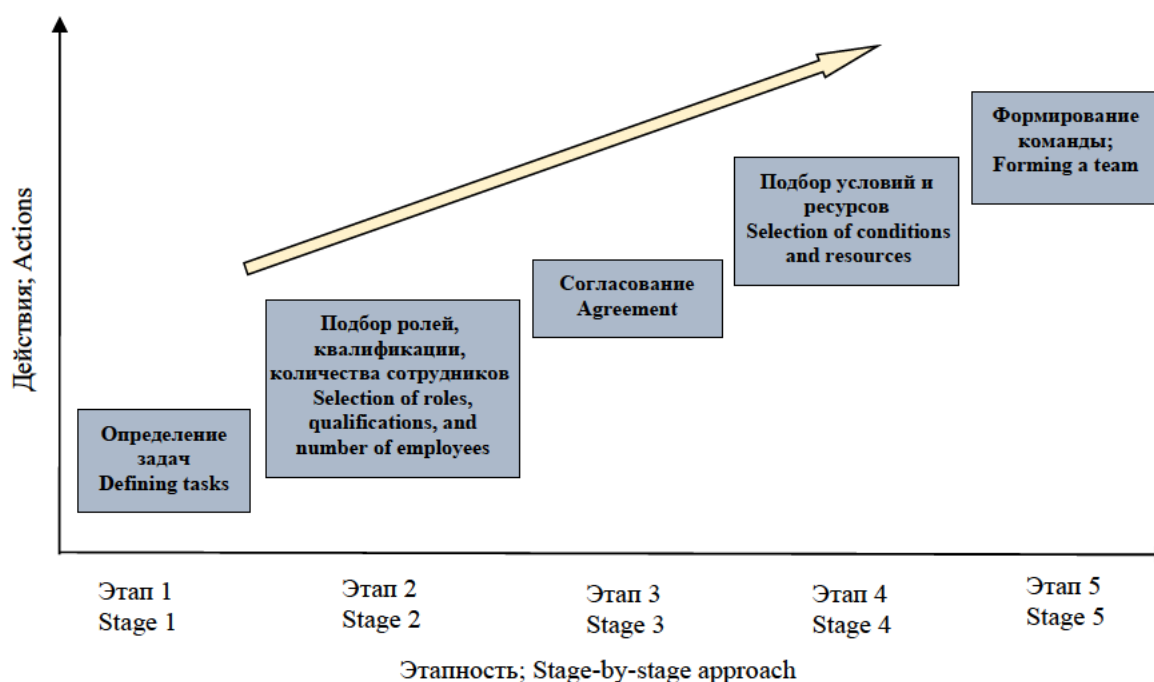 Действия; Actions
Формирование
команды;
Forming a team
Подбор условий и
ресурсов
Selection of conditions
and resources
Согласование
Agreement
Подбор ролей,
квалификации,
количества сотрудников
Selection of roles,
qualifications, and
number of employees
Определение
задач
Defining tasks
Этап 1
Stage 1
Этап 2
Stage 2
Этап 3
Stage 3
Этап 4
Stage 4
Этап 5
Stage 5
Этапность; Stage-by-stage approach